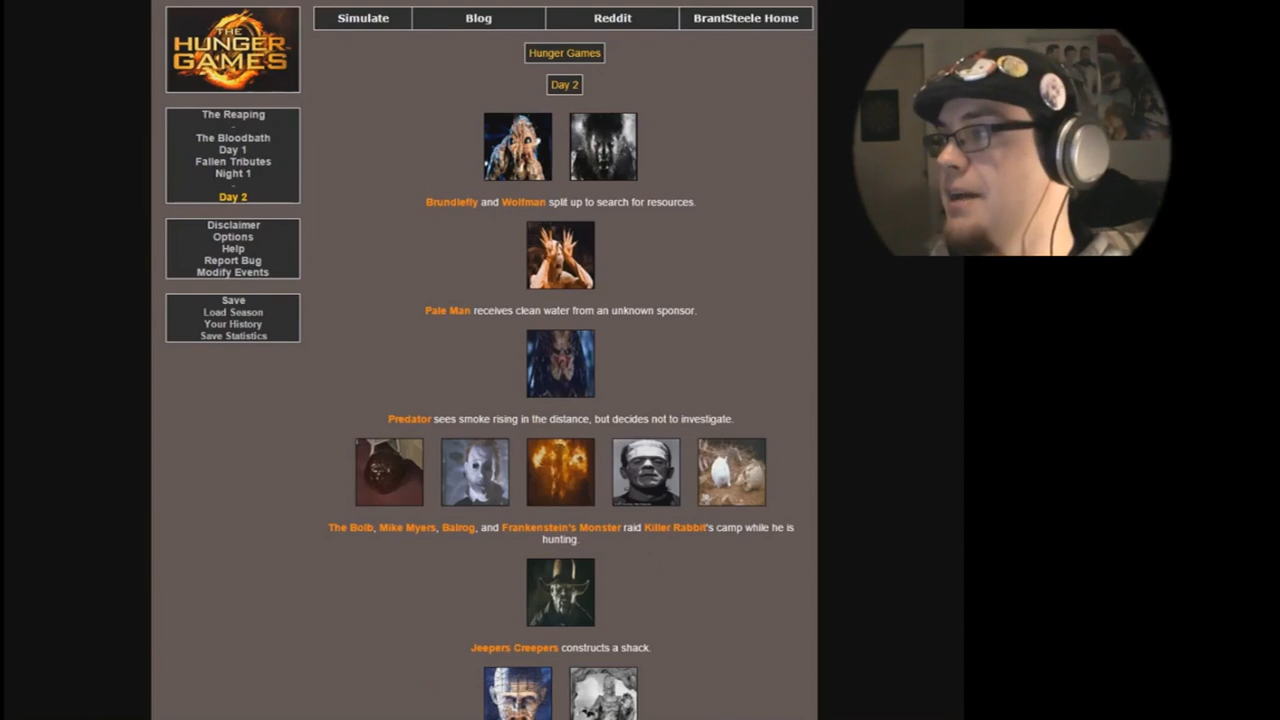 THE
HUNGER
GAMES
Simulate
Blog
Reddit
BrantSteele Home
The Reaping
-
The Bloodbath
Day 1
Fallen Tributes
Night 1
-
Day 2
Disclaimer
Options
Help
Report Bug
Modify Events
Save
Load Season
Your History
Save Statistics
Hunger Games
Day 2
Brundlefly and Wolfman split up to search for resources.
Pale Man receives clean water from an unknown sponsor.
Predator sees smoke rising in the distance, but decides not to investigate.
The Bolb, Mike Myers, Balrog, and Frankenstein's Monster raid Killer Rabbit's camp while he is
hunting.
Jeepers Creepers constructs a shack.